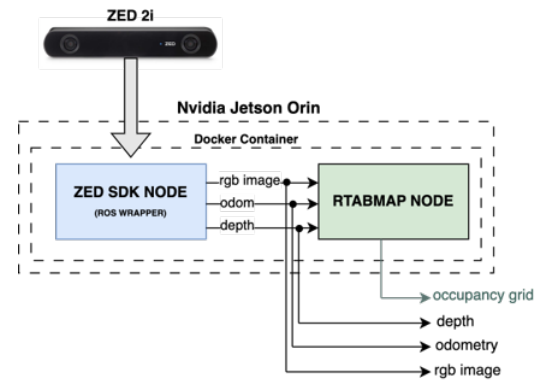 ZED 2i
ZED
Nvidia Jetson Orin
Docker Container
ZED SDK NODE
(ROS WRAPPER)
rgb image
odom
depth
RTABMAP NODE
occupancy grid
depth
odometry
rgb image